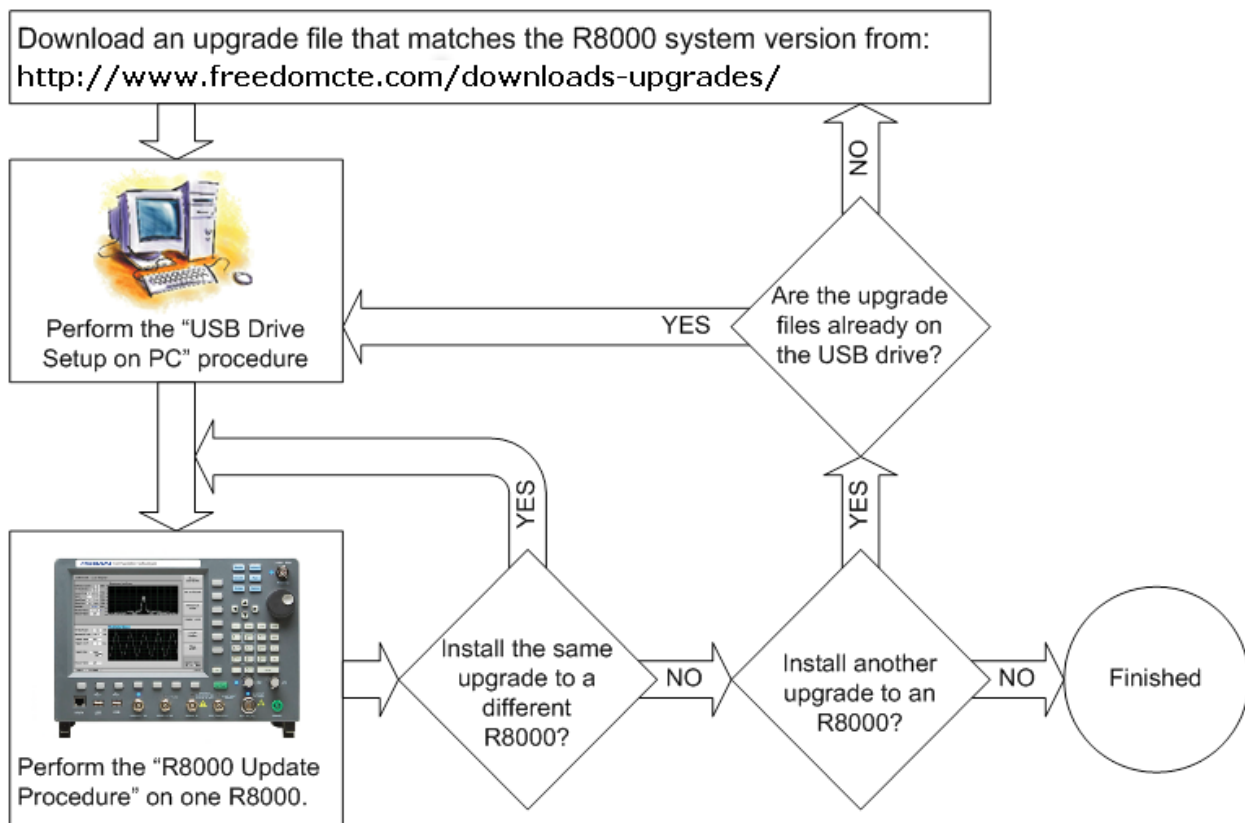 Download an upgrade file that matches the R8000 system version from:
http://www.freedomcte.com/downloads-upgrades/
NO
Perform the “USB Drive
Setup on PC” procedure
YES
Are the upgrade
files already on
the USB drive?
YES
YES
Install the same
upgrade to a
different
R8000?
NO
Install another
upgrade to an
R8000?
NO
Finished
Perform the “R8000 Update
Procedure” on one R8000.